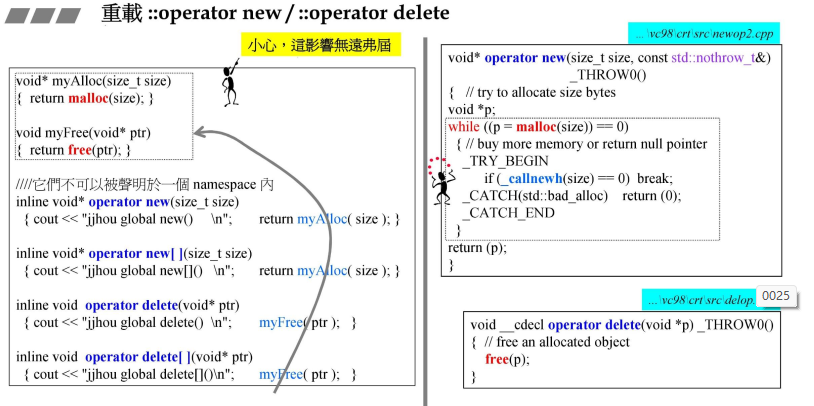 重載 ::operator new / ::operator delete
小心，這影響無遠弗屆
void* myAlloc(size_t size)
{ return malloc(size); }
void myFree(void* ptr)
{ return free(ptr); }
////它們不可以被聲明於一個 namespace 內
inline void* operator new(size_t size)
{ cout << "jjhou global new() \n"; return myAlloc( size ); }
inline void* operator new[ ](size_t size)
{ cout << "jjhou global new[]() \n"; return myAlloc( size ); }
inline void operator delete(void* ptr)
{ cout << "jjhou global delete() \n"; myFree( ptr ); }
inline void operator delete[ ](void* ptr)
{ cout << "jjhou global delete[]()\n"; myFree( ptr ); }
...\vc98\crt\src\newop2.cpp
void* operator new(size_t size, const std::nothrow_t&)
_THROW0()
{ // try to allocate size bytes
void *p;
while ((p = malloc(size)) == 0)
{ // buy more memory or return null pointer
_TRY_BEGIN
if (_callnewh(size) == 0) break;
_CATCH(std::bad_alloc) return (0);
_CATCH_END
}
return (p);
}
...\vc98\crt\src\delop.
0025
void __cdecl operator delete(void *p) _THROW0()
{ // free an allocated object
free(p);
}